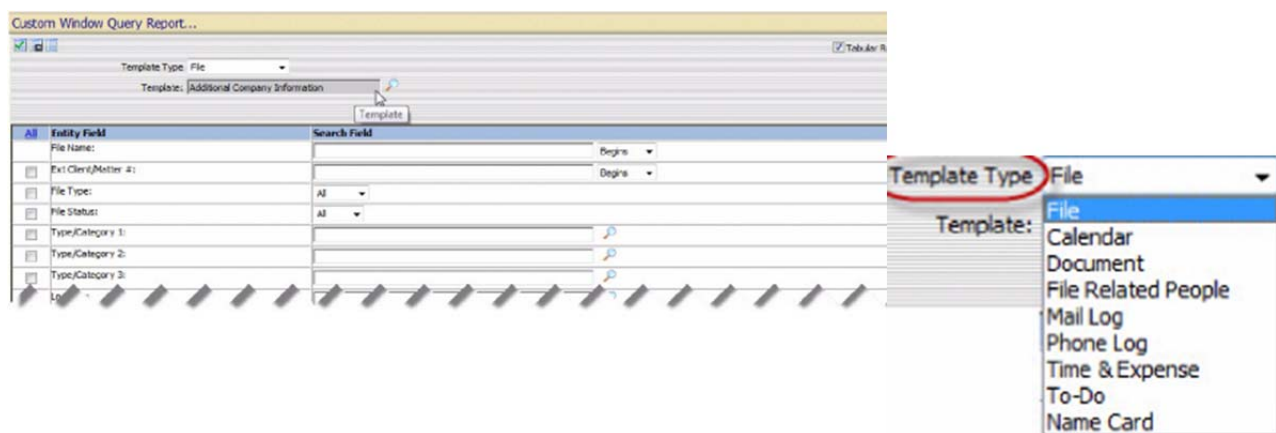 Custom Window Query Report...
Tabular R
Template Type File
Template: Additional Company Information
Template
All Entity Field Search Field
File Name: Begins
Ext Client/Matter #: Begins
File Type: All
File Status: All
Type/Category 1:
Type/Category 2:
Type/Category 3:
Template Type File
Template:
File
Calendar
Document
File Related People
Mail Log
Phone Log
Time & Expense
To-Do
Name Card